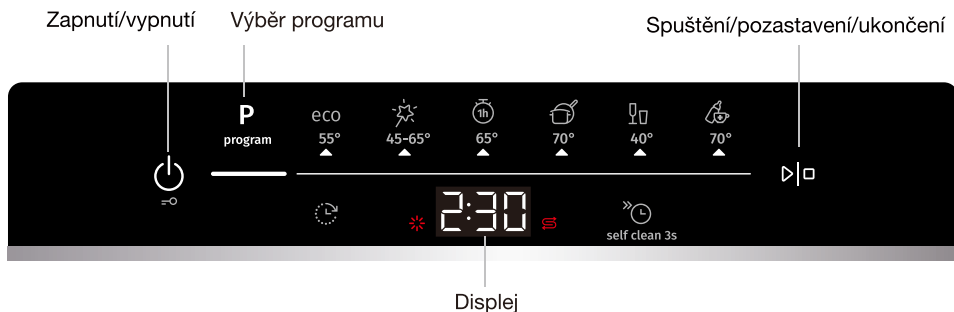 Zapnutí/vypnutí
Výběr programu
Spuštění/pozastavení/ukončení
P
program
eco
55°
45-65°
1h
65°
70°
40°
70°
2:30
self clean 3s
Displej